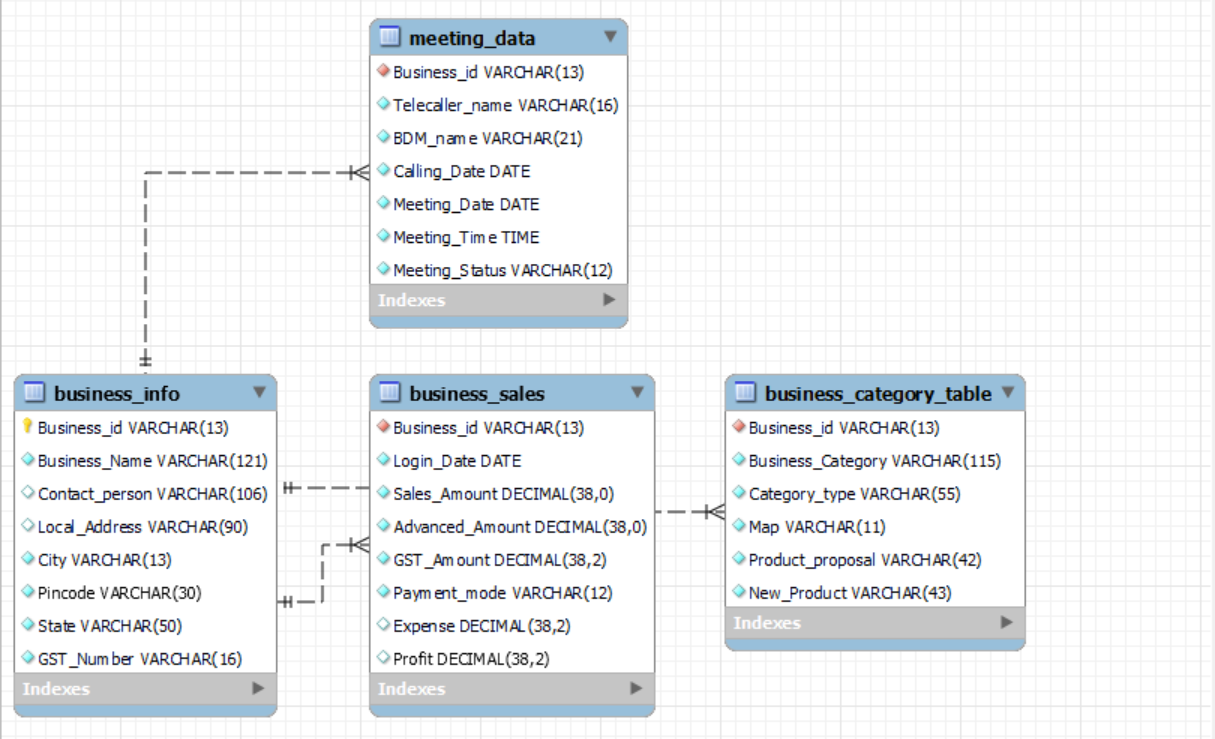 meeting_data
Business_id VARCHAR(13)
Telecaller_name VARCHAR(16)
BDM_name VARCHAR(21)
Calling_Date DATE
Meeting_Date DATE
Meeting_Time TIME
Meeting_Status VARCHAR(12)
Indexes
business_info
Business_id VARCHAR(13)
Business_Name VARCHAR(121)
Contact_person VARCHAR(106)
Local_Address VARCHAR(90)
City VARCHAR(13)
Pincode VARCHAR(30)
State VARCHAR(50)
GST_Number VARCHAR(16)
Indexes
business_sales
Business_id VARCHAR(13)
Login_Date DATE
Sales_Amount DECIMAL(38,0)
Advanced_Amount DECIMAL(38,0)
GST_Amount DECIMAL(38,2)
Payment_mode VARCHAR(12)
Expense DECIMAL(38,2)
Profit DECIMAL(38,2)
Indexes
business_category_table
Business_id VARCHAR(13)
Business_Category VARCHAR(115)
Category_type VARCHAR(55)
Map VARCHAR(11)
Product_proposal VARCHAR(42)
New_Product VARCHAR(43)
Indexes